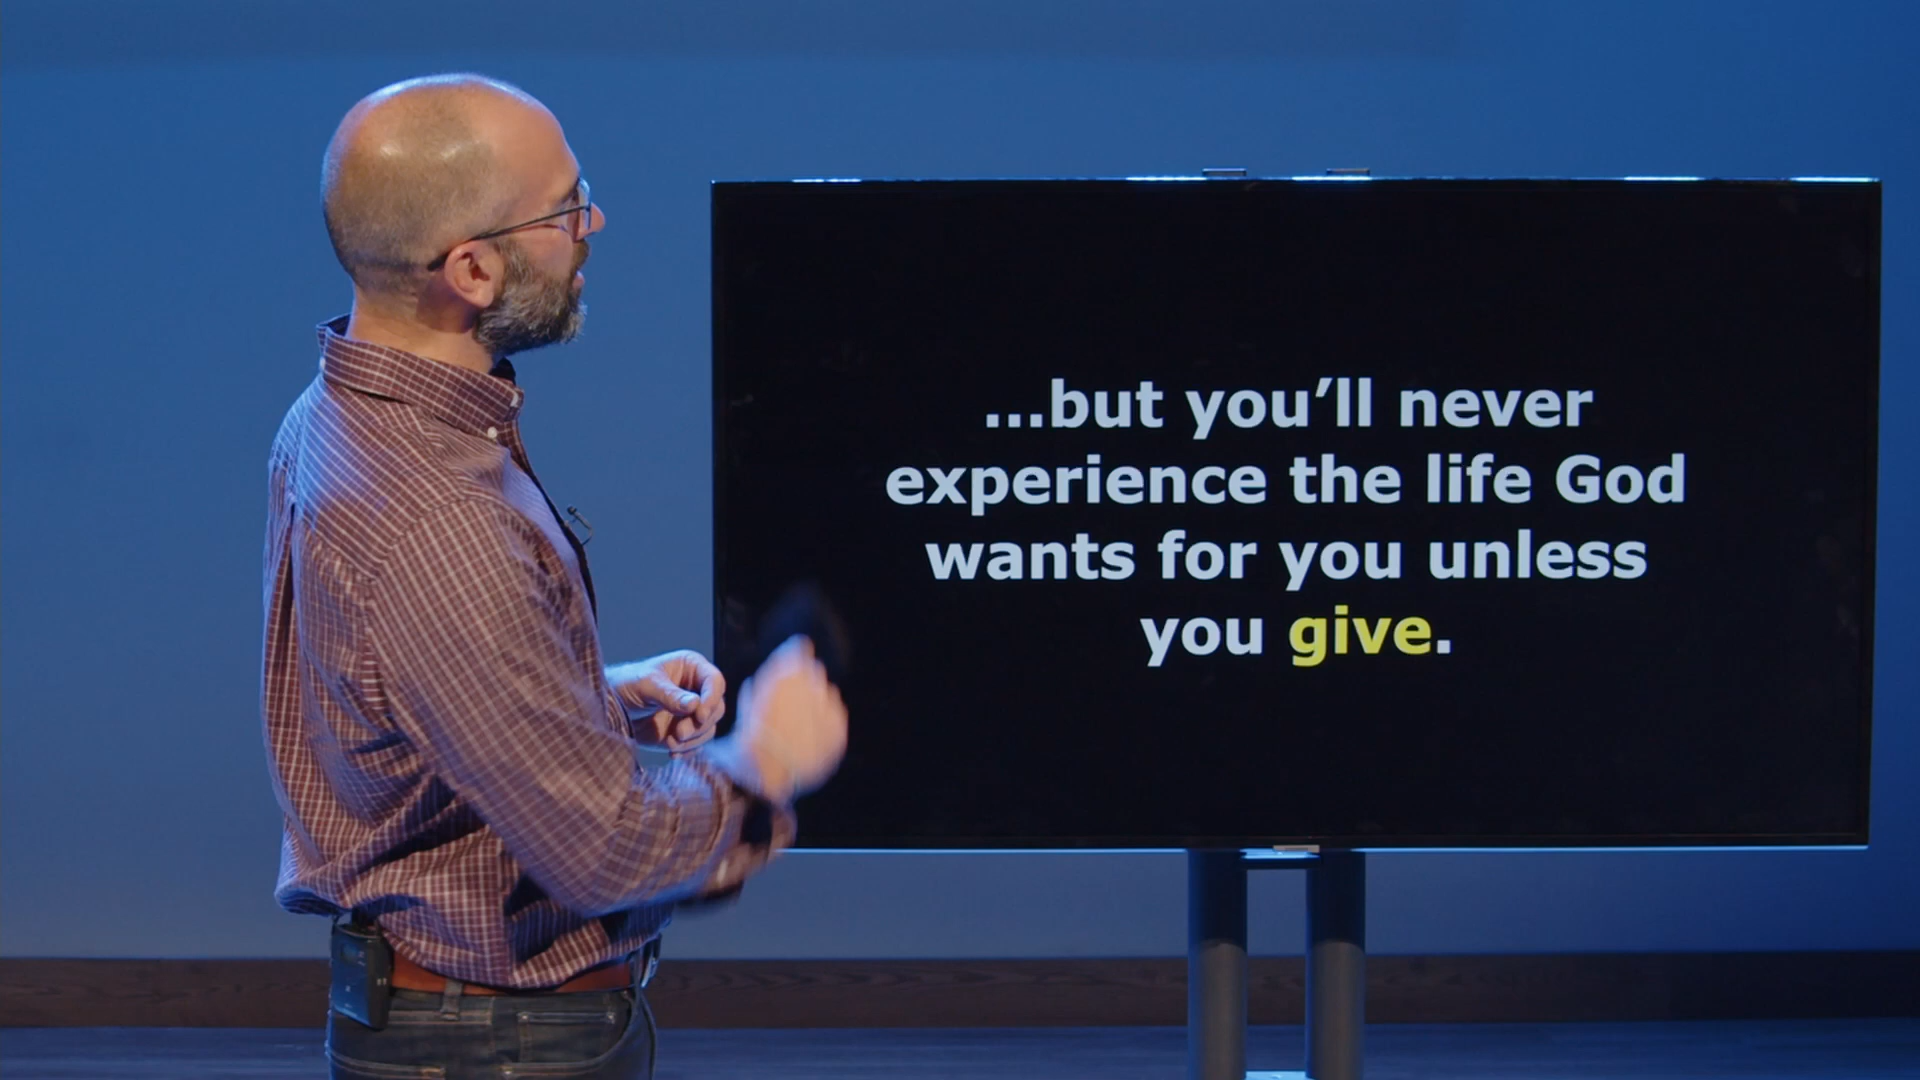 ...but you’ll never
experience the life God
wants for you unless
you give.